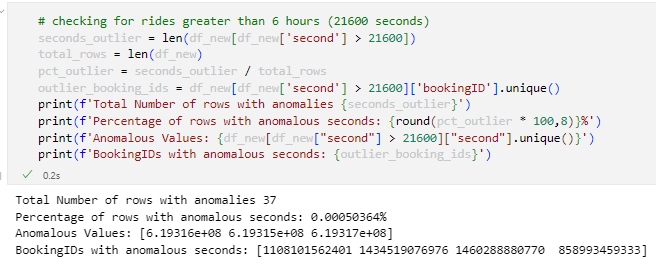 # checking for rides greater than 6 hours (21600 seconds)
seconds_outlier = len(df_new[df_new['second'] > 21600])
total_rows = len(df_new)
pct_outlier = seconds_outlier / total_rows
outlier_booking_ids = df_new[df_new['second'] > 21600]['bookingID'].unique()
print(f'Total Number of rows with anomalies {seconds_outlier}')
print(f'Percentage of rows with anomalous seconds: {round(pct_outlier * 100,8)}%')
print(f'Anomalous Values: {df_new[df_new["second"] > 21600]["second"].unique()}')
print(f'BookingIDs with anomalous seconds: {outlier_booking_ids}')
0.2s
Total Number of rows with anomalies 37
Percentage of rows with anomalous seconds: 0.00050364%
Anomalous Values: [6.19316e+08 6.19315e+08 6.19317e+08]
BookingIDs with anomalous seconds: [1108101562401 1434519076976 1460288880770  858993459333]